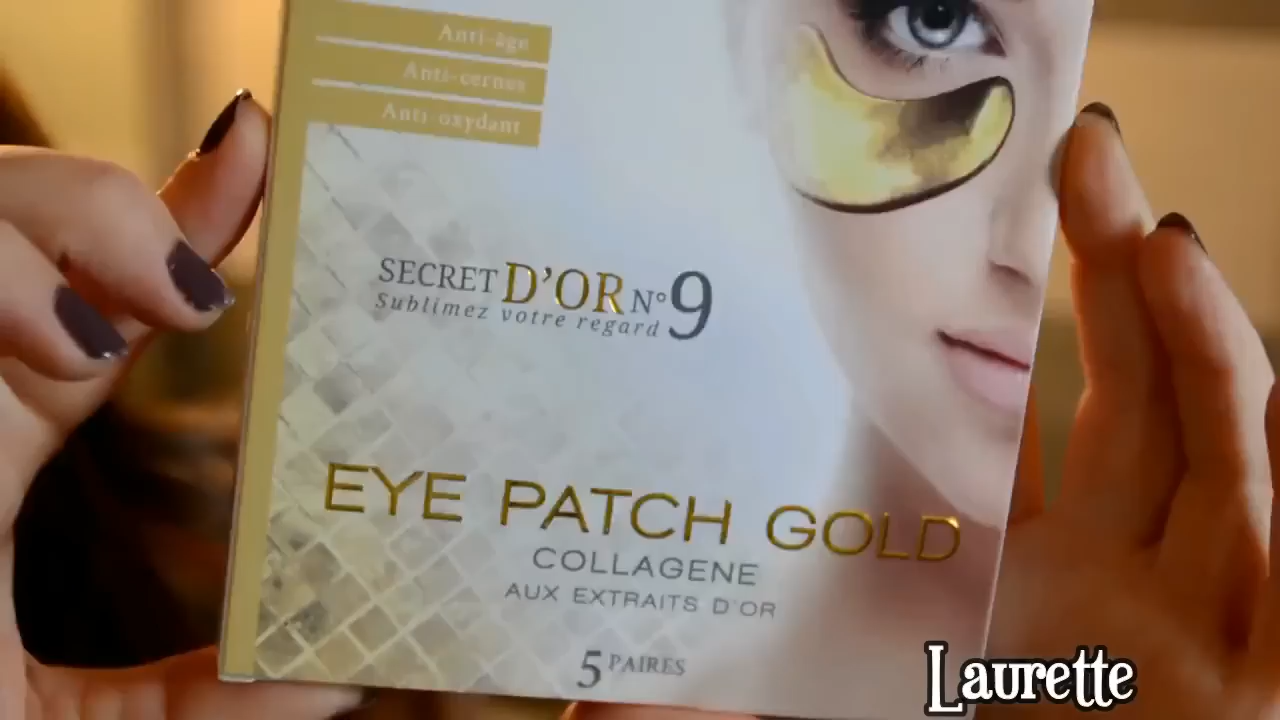 Anti-âge
Anti-cernes
Anti oxydant
SECRET D'OR N° 9
Sublimez votre regard
EYE PATCH GOLD
COLLAGENE
AUX EXTRAITS D'OR
5 PAIRES
Laurette